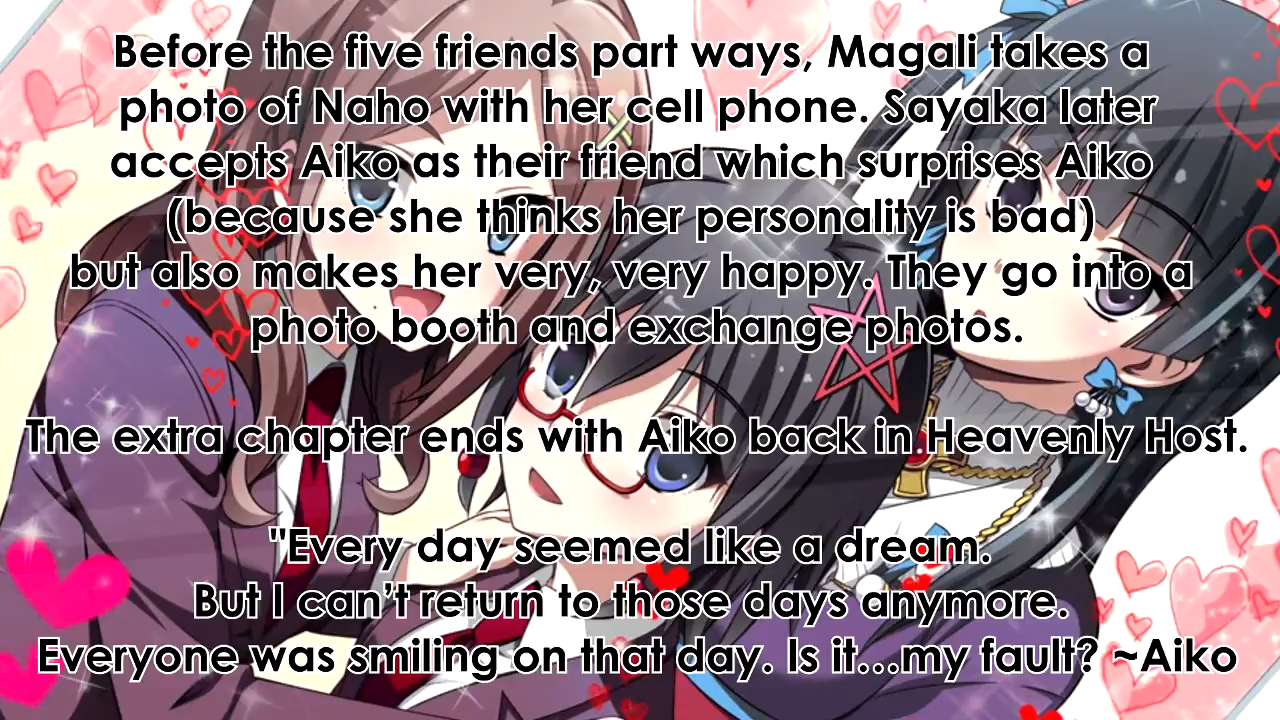 Before the five friends part ways, Magali takes a
photo of Naho with her cell phone. Sayaka later
accepts Aiko as their friend which surprises Aiko
(because she thinks her personality is bad)
but also makes her very, very happy. They go into a
photo booth and exchange photos.
The extra chapter ends with Aiko back in Heavenly Host.
"Every day seemed like a dream.
But I can’t return to those days anymore.
Everyone was smiling on that day. Is it...my fault? ~Aiko